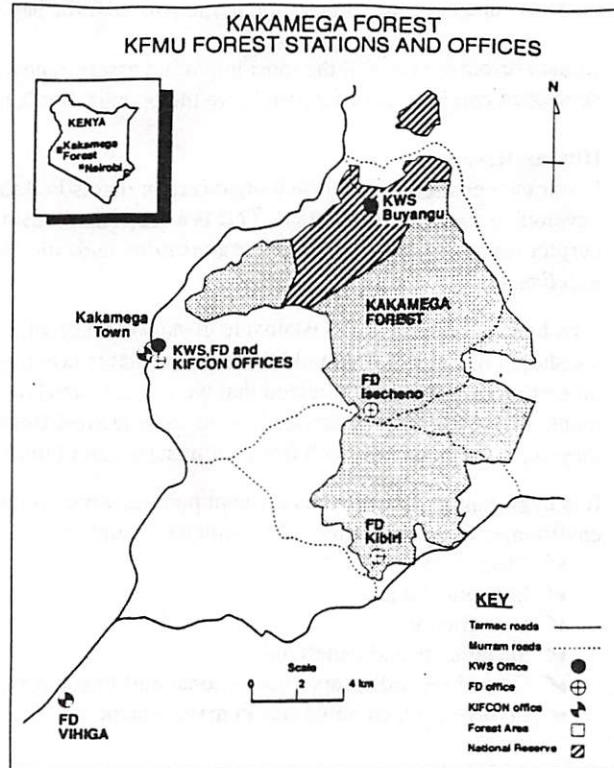 KAKAMEGA FOREST
KFMU FOREST STATIONS AND OFFICES
N
KENYA
Kakamega
Forest
Nairobi
KWS
Buyangu
Kakamega
Town
KAKAMEGA
FOREST
KWS, FD and
KIFCON OFFICES
FD
Isecheno
FD
Kibiri
KEY
Tarmac roads
Murram roads
KWS Office
FD office
KIFCON office
Forest Area
National Reserve
Scale
0 2 4 km
FD
VIHIGA